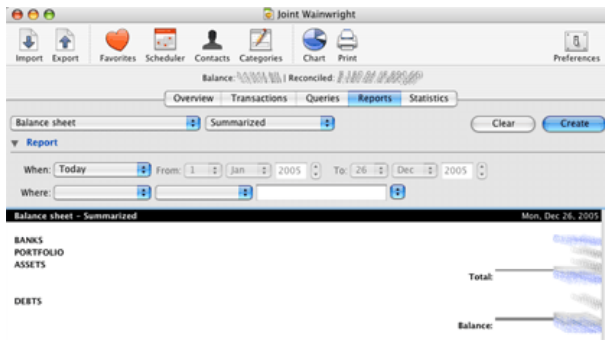 Joint Wainwright
Import Export Favorites Scheduler Contacts Categories Chart Print Preferences
Balance: | Reconciled:
Overview Transactions Queries Reports Statistics
Balance sheet Summarized Clear Create
Report
When: Today From: 1 Jan 2005 To: 26 Dec 2005
Where:
Balance sheet - Summarized Mon, Dec 26, 2005
BANKS
PORTFOLIO
ASSETS
Total:
DEBTS
Balance: